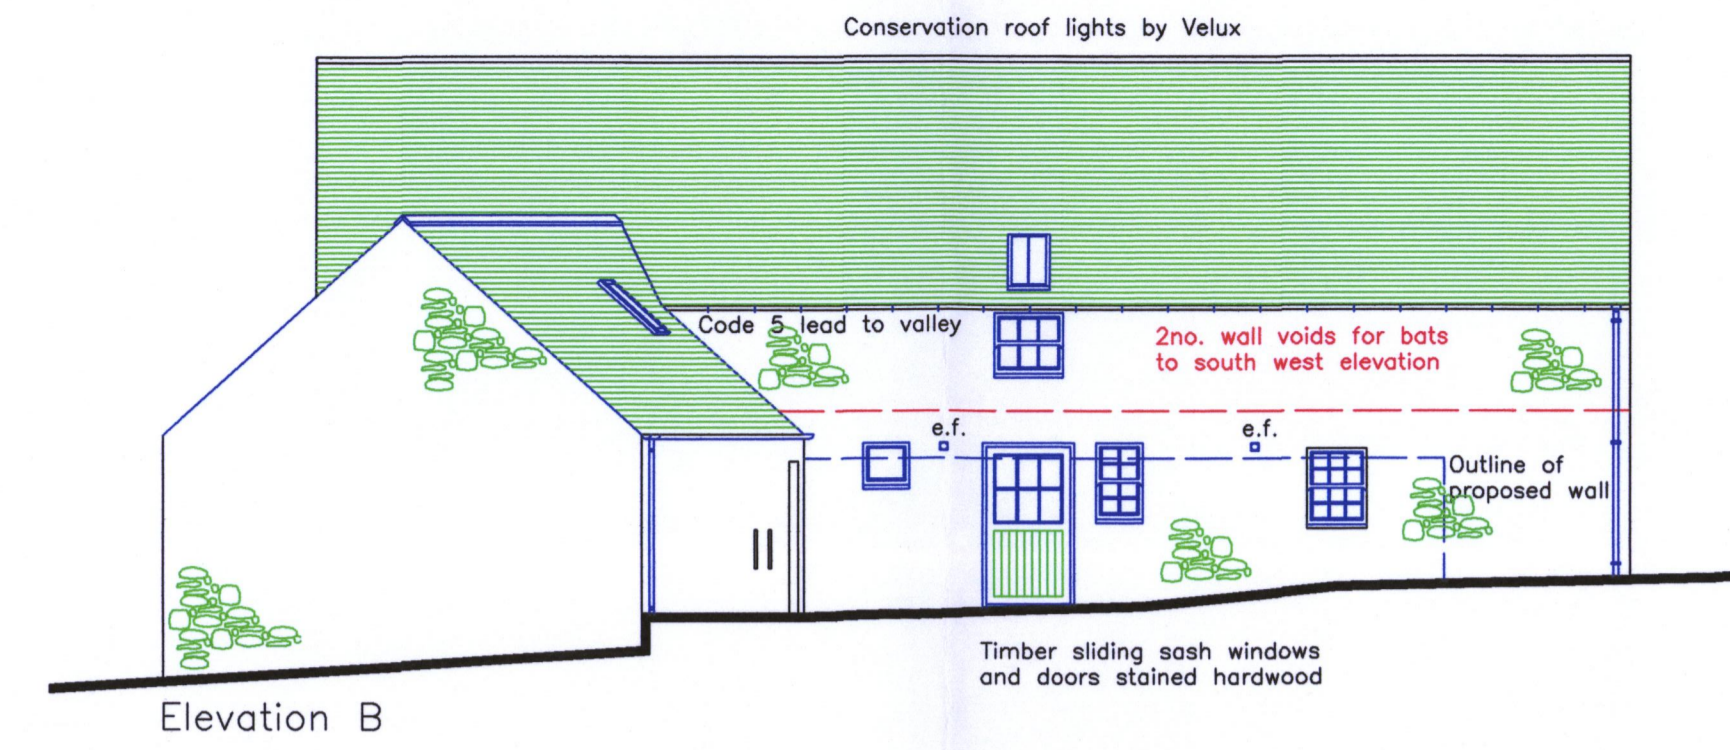 Conservation roof lights by Velux
Code 5 lead to valley
2no. wall voids for bats
to south west elevation
e.f.
e.f.
Outline of
proposed wall
Timber sliding sash windows
and doors stained hardwood
Elevation B